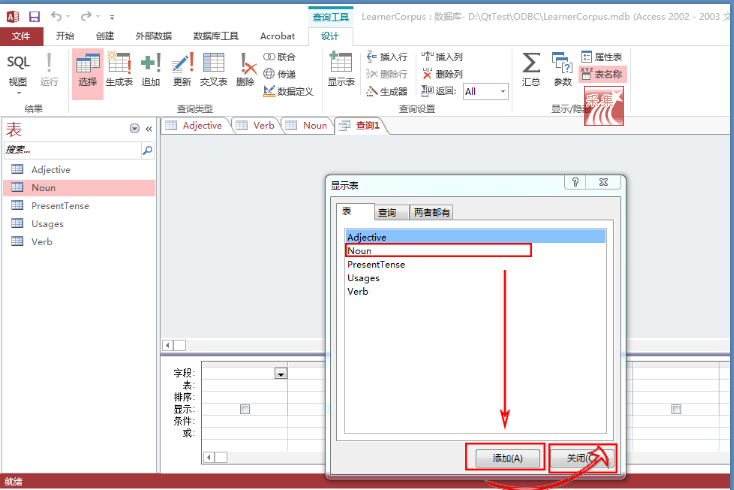 查询工具
LearnerCorpus : 数据库- D:\QtTest\ODBC\LearnerCorpus.mdb (Access 2002 - 2003 文
文件 开始 创建 外部数据 数据库工具 Acrobat 设计
SQL
视图 运行 选择 生成表 追加 更新 交叉表 删除 联合 传递 数据定义 显示表 插入行 删除行 生成器 插入列 删除列 返回: All 汇总 参数 属性表 表名称
结果 查询类型 查询设置 显示/隐
采集
表 «
搜索...
Adjective Verb Noun 查询1
Adjective
Noun
PresentTense
Usages
Verb
显示表 ?
表 查询 两者都有
Adjective
Noun
PresentTense
Usages
Verb
添加(A) 关闭(C
字段:
表:
排序:
显示:
条件:
或:
就绪